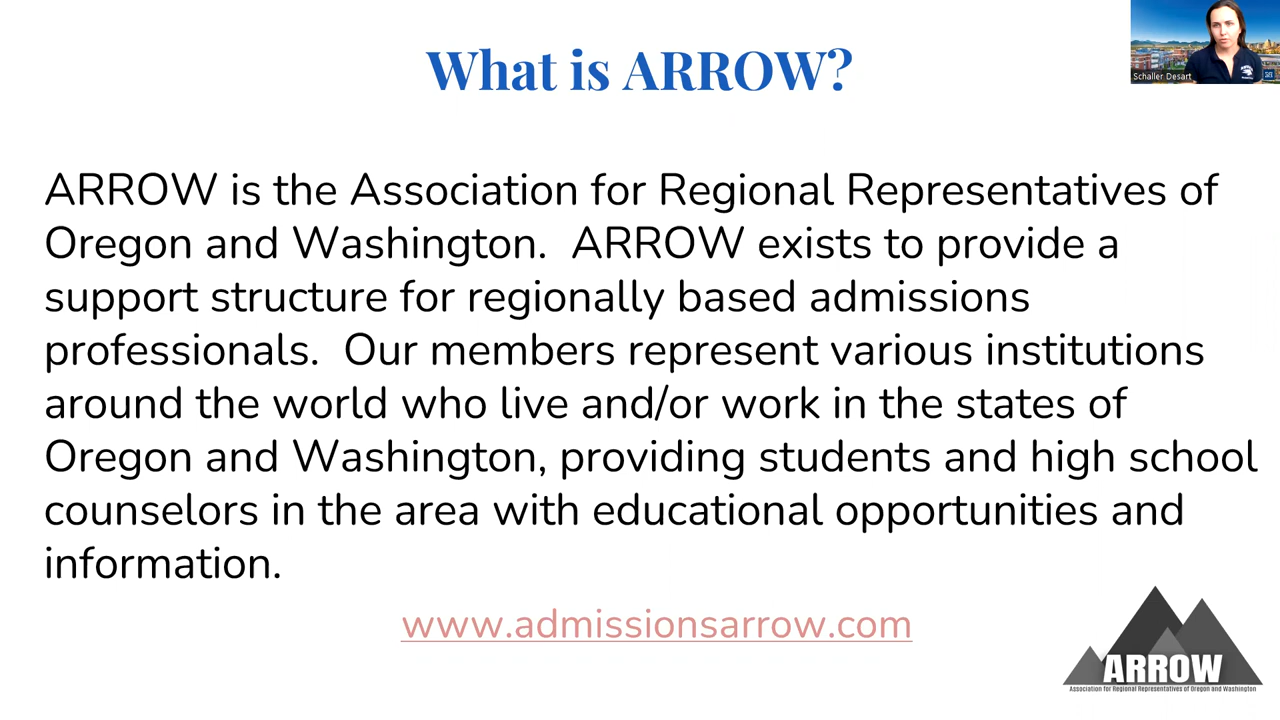 What is ARROW?
Schaller Desart
ARROW is the Association for Regional Representatives of
Oregon and Washington.  ARROW exists to provide a
support structure for regionally based admissions
professionals.  Our members represent various institutions
around the world who live and/or work in the states of
Oregon and Washington, providing students and high school
counselors in the area with educational opportunities and
information.
www.admissionsarrow.com
ARROW
Association for Regional Representatives of Oregon and Washington